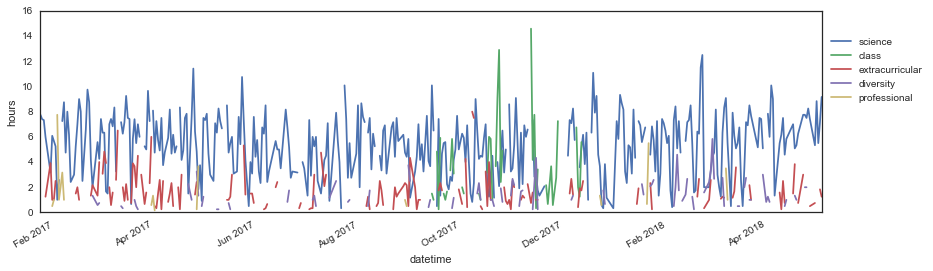 16
14
12
10
8
6
4
2
0
hours
Feb 2017
Apr 2017
Jun 2017
Aug 2017
Oct 2017
Dec 2017
Feb 2018
Apr 2018
datetime
science
class
extracurricular
diversity
professional